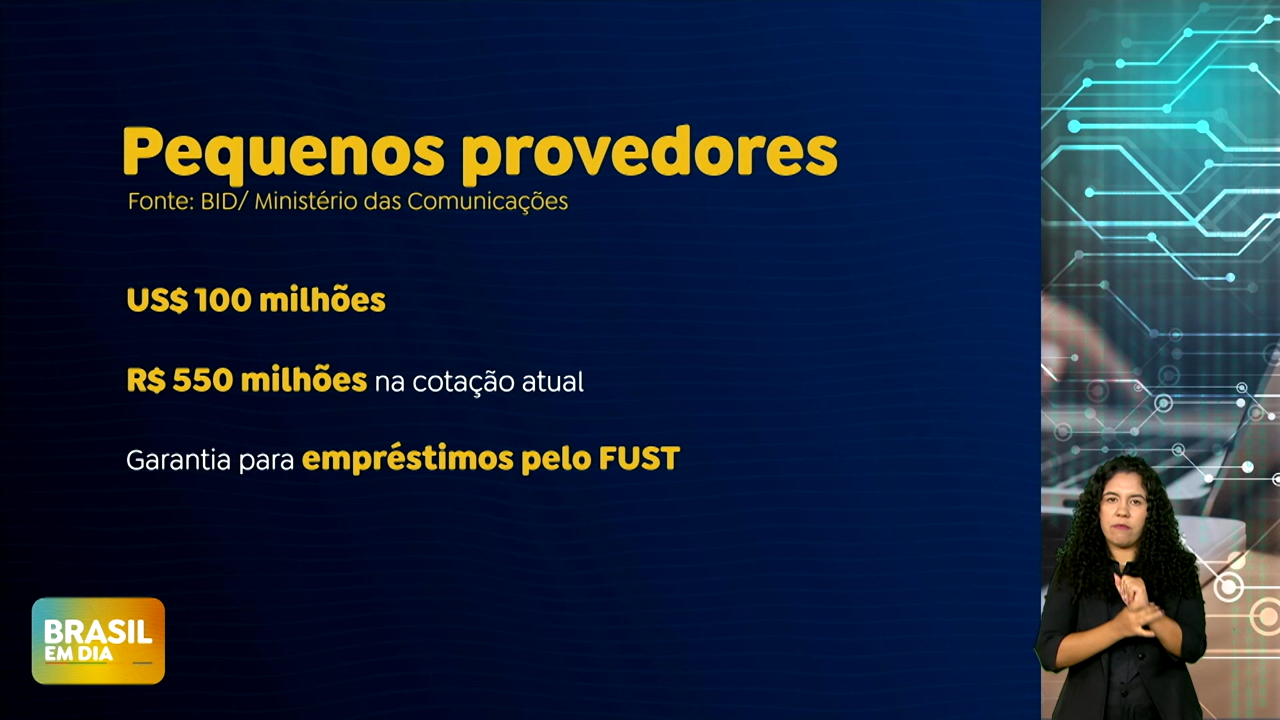 Pequenos provedores
Fonte: BID/ Ministério das Comunicações
US$ 100 milhões
R$ 550 milhões na cotação atual
Garantia para empréstimos pelo FUST
BRASIL
EM DIA